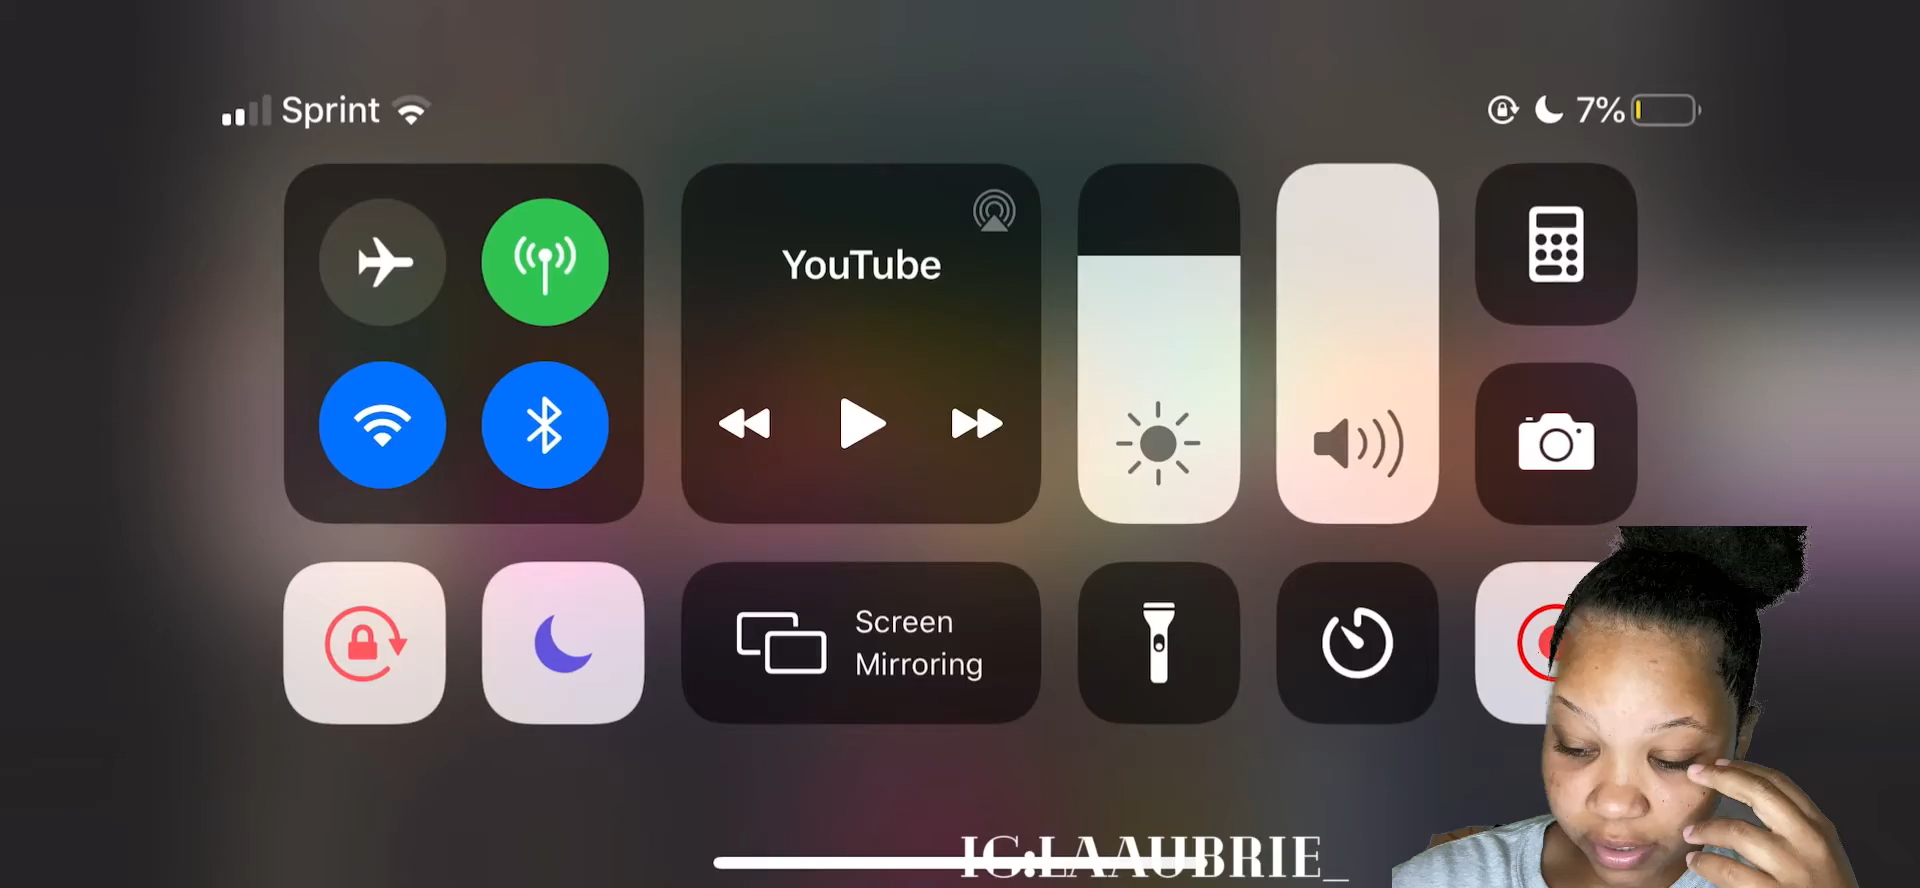 Sprint
7%
YouTube
Screen
Mirroring
IG:LAAUBRIE_